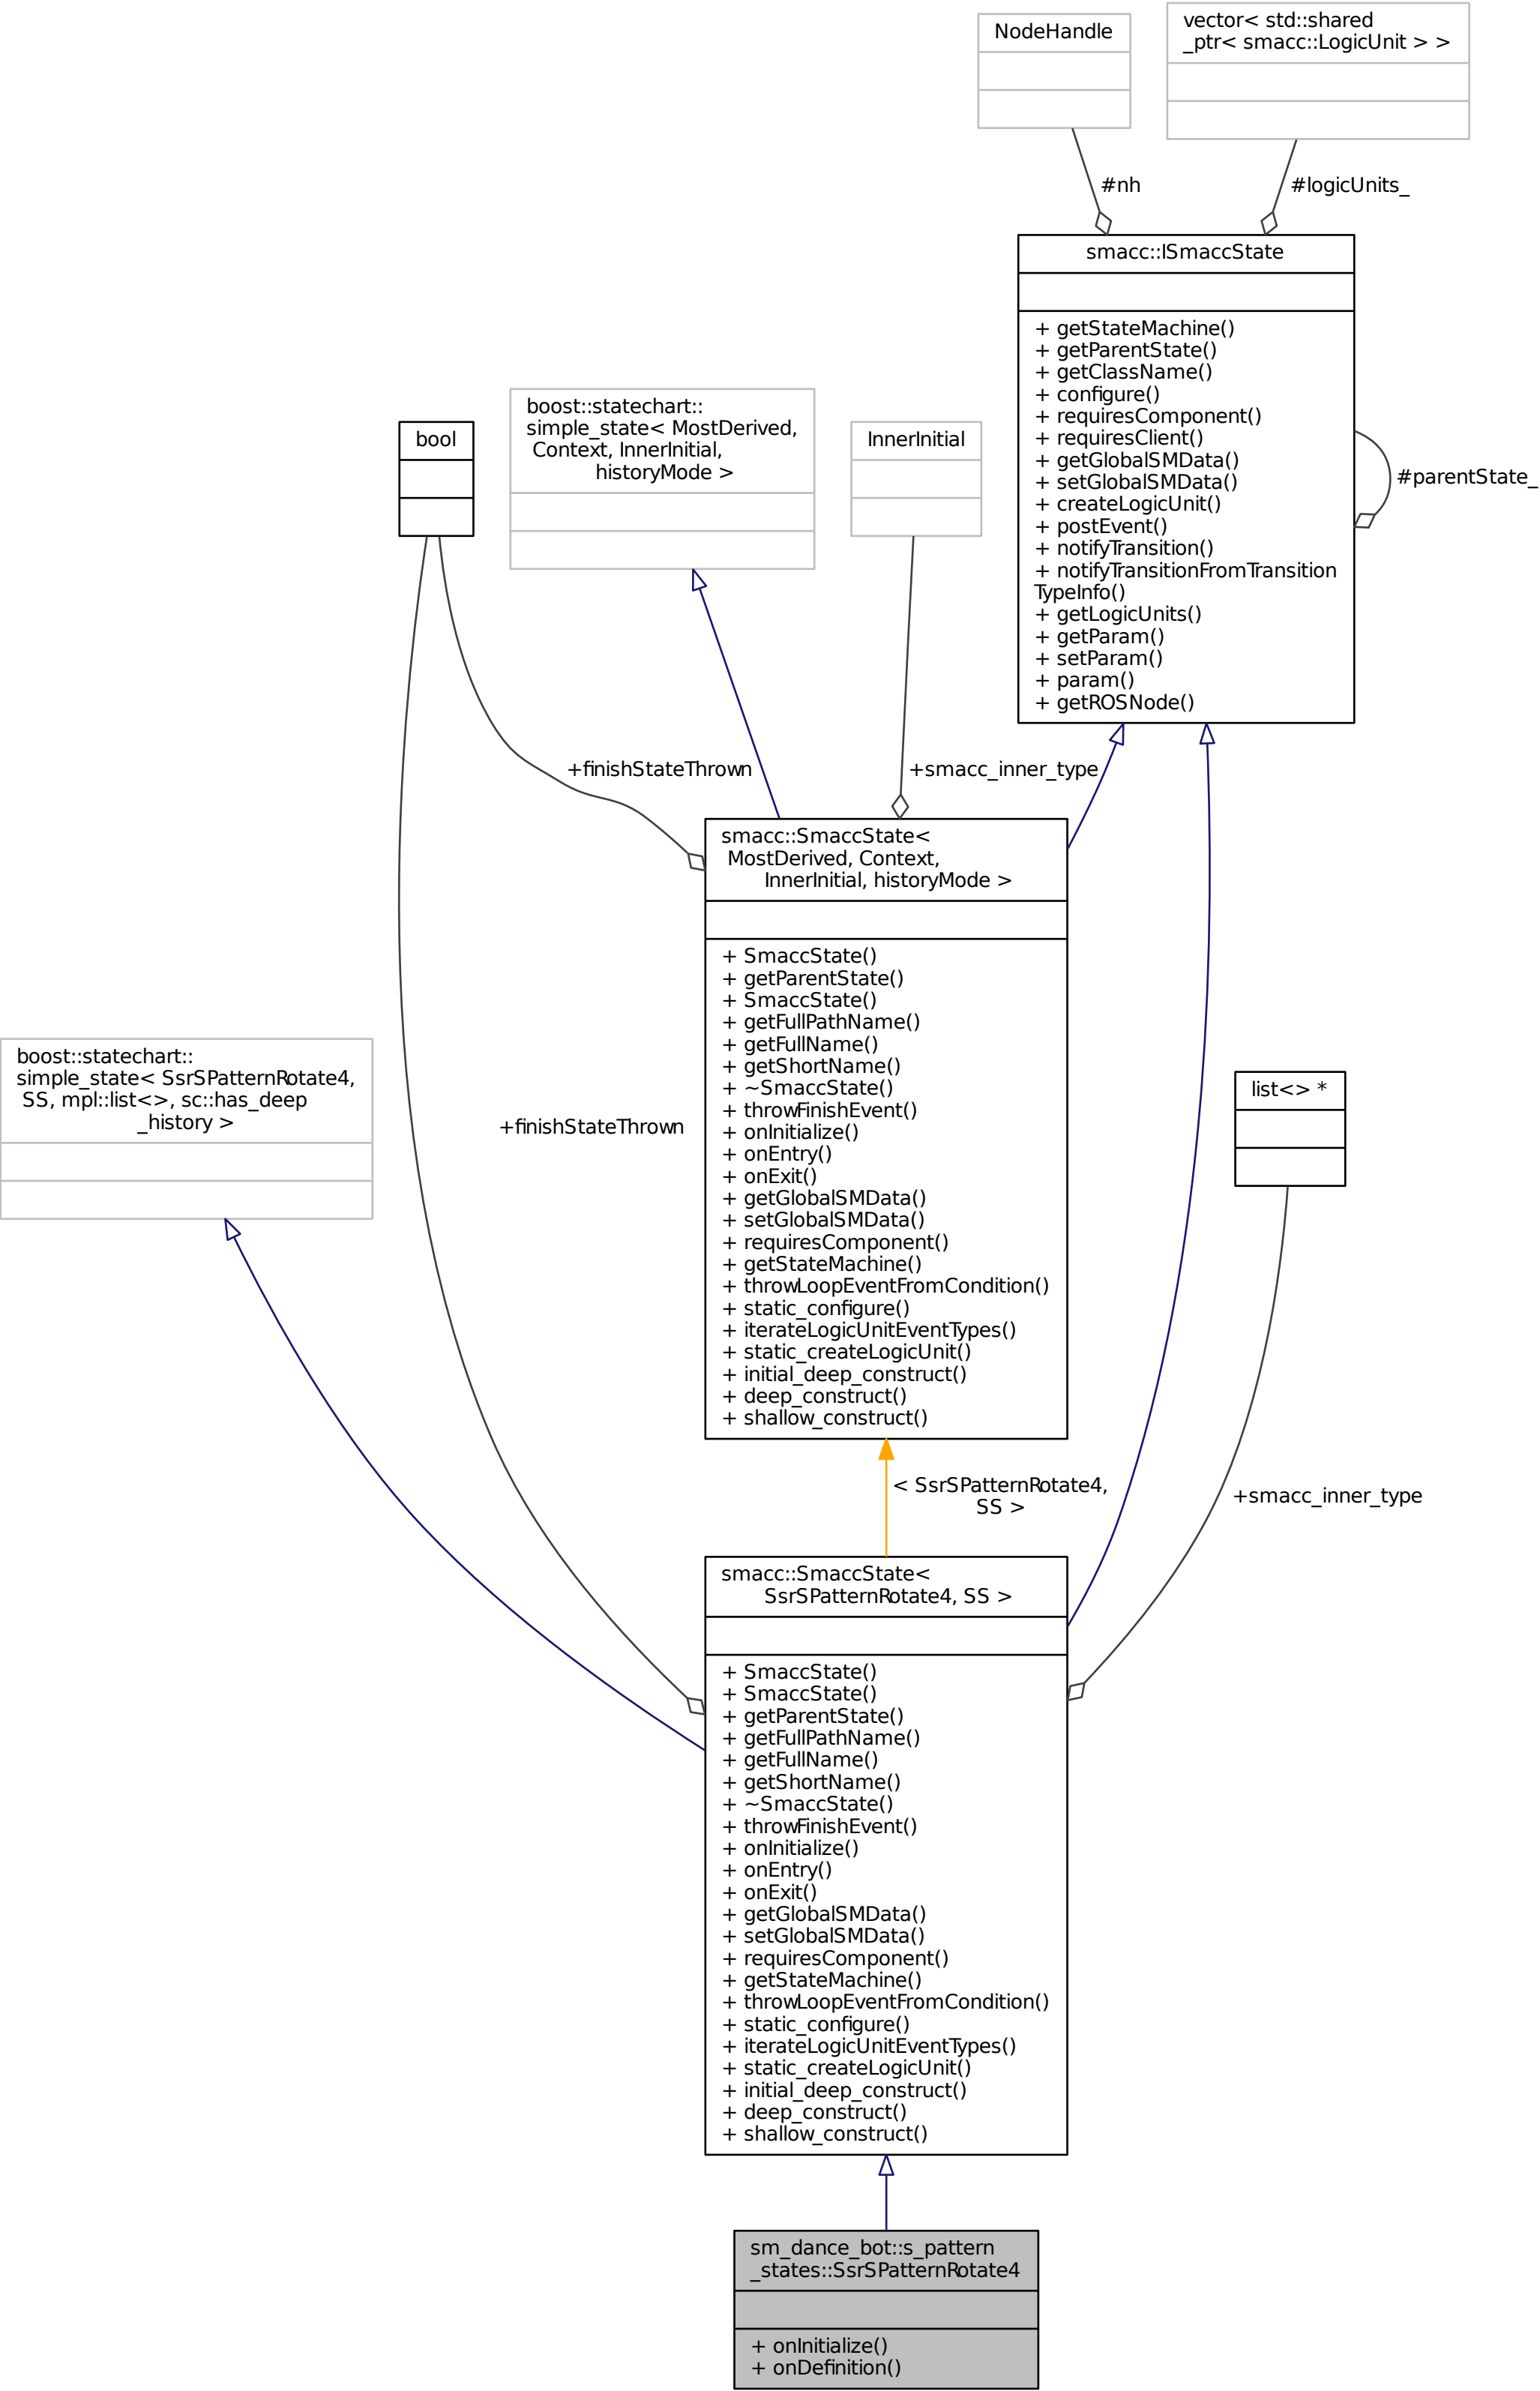 NodeHandle
vector< std::shared
_ptr< smacc::LogicUnit > >
#nh
#logicUnits_
smacc::ISmaccState
+ getStateMachine()
+ getParentState()
+ getClassName()
+ configure()
+ requiresComponent()
+ requiresClient()
+ getGlobalSMData()
+ setGlobalSMData()
+ createLogicUnit()
+ postEvent()
+ notifyTransition()
+ notifyTransitionFromTransition
TypeInfo()
+ getLogicUnits()
+ getParam()
+ setParam()
+ param()
+ getROSNode()
#parentState_
bool
boost::statechart::
simple_state< MostDerived,
Context, InnerInitial,
historyMode >
InnerInitial
+finishStateThrown
+smacc_inner_type
smacc::SmaccState<
MostDerived, Context,
InnerInitial, historyMode >
+ SmaccState()
+ getParentState()
+ SmaccState()
+ getFullPathName()
+ getFullName()
+ getShortName()
+ ~SmaccState()
+ throwFinishEvent()
+ onInitialize()
+ onEntry()
+ onExit()
+ getGlobalSMData()
+ setGlobalSMData()
+ requiresComponent()
+ getStateMachine()
+ throwLoopEventFromCondition()
+ static_configure()
+ iterateLogicUnitEventTypes()
+ static_createLogicUnit()
+ initial_deep_construct()
+ deep_construct()
+ shallow_construct()
boost::statechart::
simple_state< SsrSPatternRotate4,
SS, mpl::list<>, sc::has_deep
_history >
+finishStateThrown
list<> *
< SsrSPatternRotate4,
SS >
+smacc_inner_type
smacc::SmaccState<
SsrSPatternRotate4, SS >
+ SmaccState()
+ SmaccState()
+ getParentState()
+ getFullPathName()
+ getFullName()
+ getShortName()
+ ~SmaccState()
+ throwFinishEvent()
+ onInitialize()
+ onEntry()
+ onExit()
+ getGlobalSMData()
+ setGlobalSMData()
+ requiresComponent()
+ getStateMachine()
+ throwLoopEventFromCondition()
+ static_configure()
+ iterateLogicUnitEventTypes()
+ static_createLogicUnit()
+ initial_deep_construct()
+ deep_construct()
+ shallow_construct()
sm_dance_bot::s_pattern
_states::SsrSPatternRotate4
+ onInitialize()
+ onDefinition()